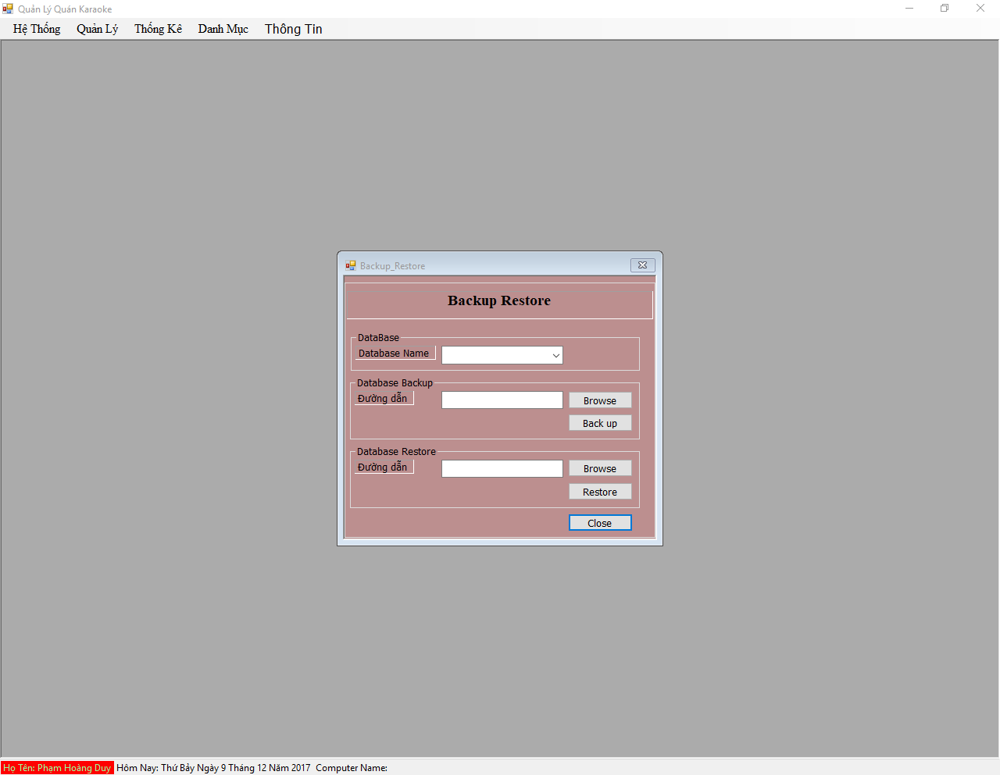 Quản Lý Quán Karaoke
Hệ Thống Quản Lý Thống Kê Danh Mục Thông Tin
Backup_Restore
Backup Restore
DataBase
Database Name
Database Backup
Đường dẫn
Browse
Back up
Database Restore
Đường dẫn
Browse
Restore
Close
Họ Tên: Phạm Hoàng Duy Hôm Nay: Thứ Bảy Ngày 9 Tháng 12 Năm 2017 Computer Name: